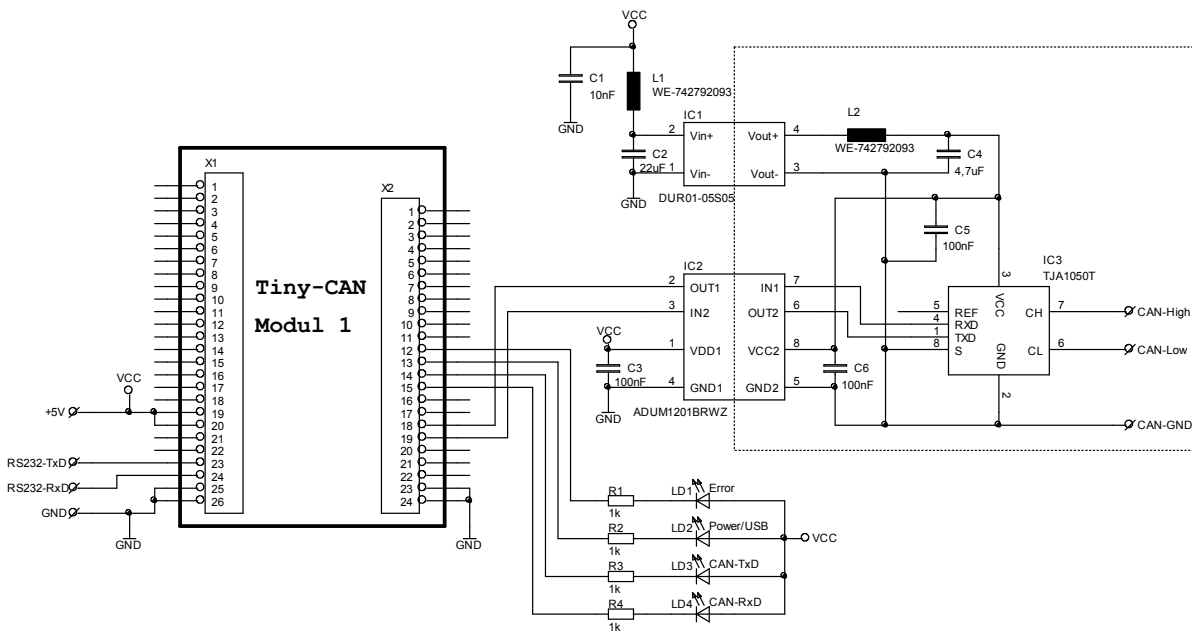 VCC
C1
10nF
GND
L1
WE-742792093
C2
22uF
GND
IC1
2
Vin+
Vout+
4
1
Vin-
Vout-
3
DUR01-05S05
L2
WE-742792093
C4
4,7uF
C5
100nF
X1
1
2
3
4
5
6
7
8
9
10
11
12
13
14
15
16
17
18
19
20
21
22
23
24
25
26
Tiny-CAN
Modul 1
X2
1
2
3
4
5
6
7
8
9
10
11
12
13
14
15
16
17
18
19
20
21
22
23
24
VCC
+5V
RS232-TxD
RS232-RxD
GND
GND
GND
IC2
2
OUT1
IN1
7
3
IN2
OUT2
6
1
VDD1
VCC2
8
4
GND1
GND2
5
ADUM1201BRWZ
VCC
C3
100nF
GND
C6
100nF
IC3
TJA1050T
3
VCC
5
REF
4
RXD
1
TXD
8
S
GND
2
CH
7
CL
6
CAN-High
CAN-Low
CAN-GND
R1
1k
LD1
Error
R2
1k
LD2
Power/USB
R3
1k
LD3
CAN-TxD
R4
1k
LD4
CAN-RxD
VCC